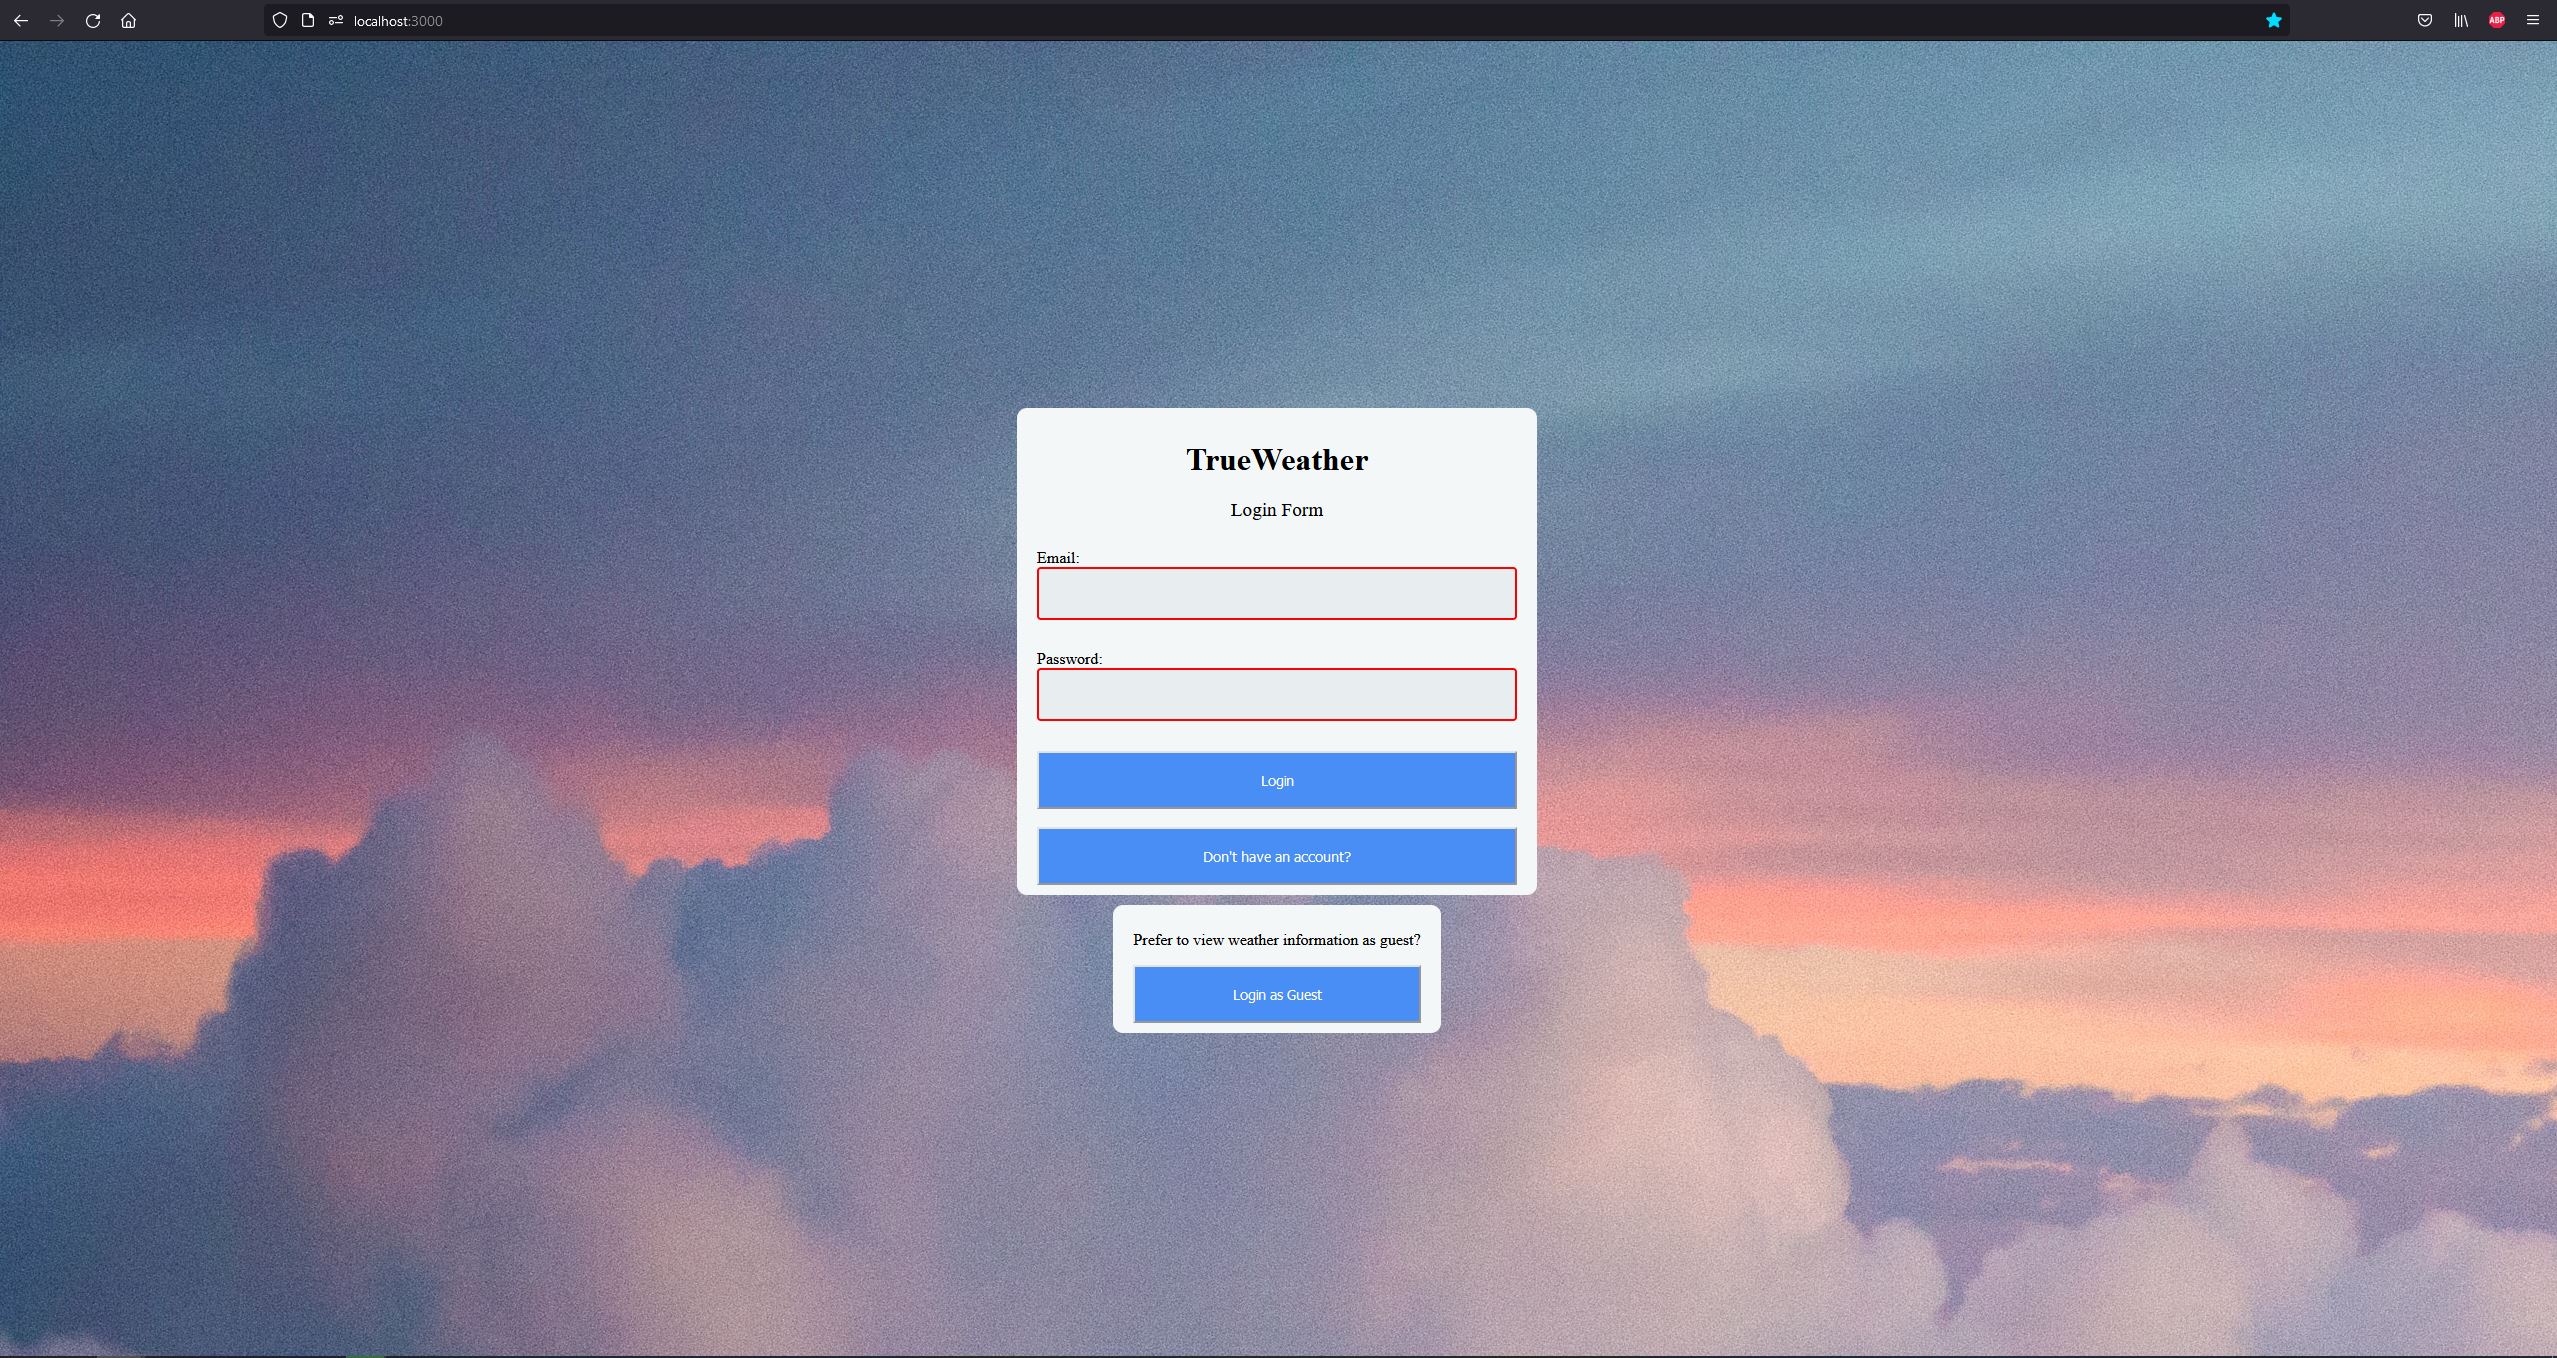 localhost:3000
ABP
TrueWeather
Login Form
Email:
Password:
Login
Don't have an account?
Prefer to view weather information as guest?
Login as Guest